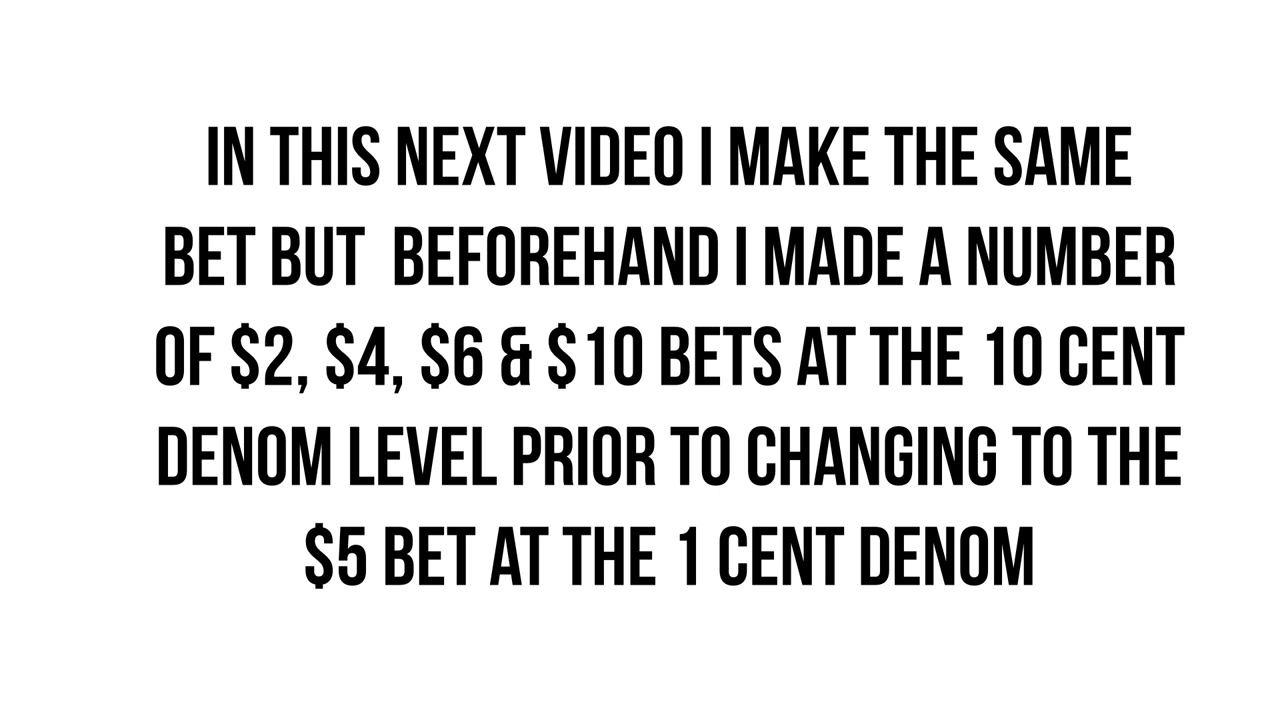 IN THIS NEXT VIDEO I MAKE THE SAME
BET BUT  BEFOREHAND I MADE A NUMBER
OF $2, $4, $6 & $10 BETS AT THE 10 CENT
DENOM LEVEL PRIOR TO CHANGING TO THE
$5 BET AT THE 1 CENT DENOM